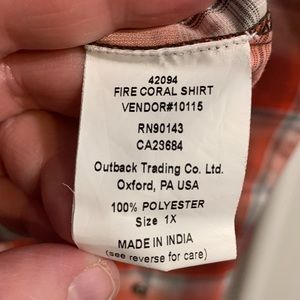 42094
FIRE CORAL SHIRT
VENDOR#10115
RN90143
CA23684
Outback Trading Co. Ltd.
Oxford, PA USA
100% POLYESTER
Size 1X
MADE IN INDIA
(see reverse for care)